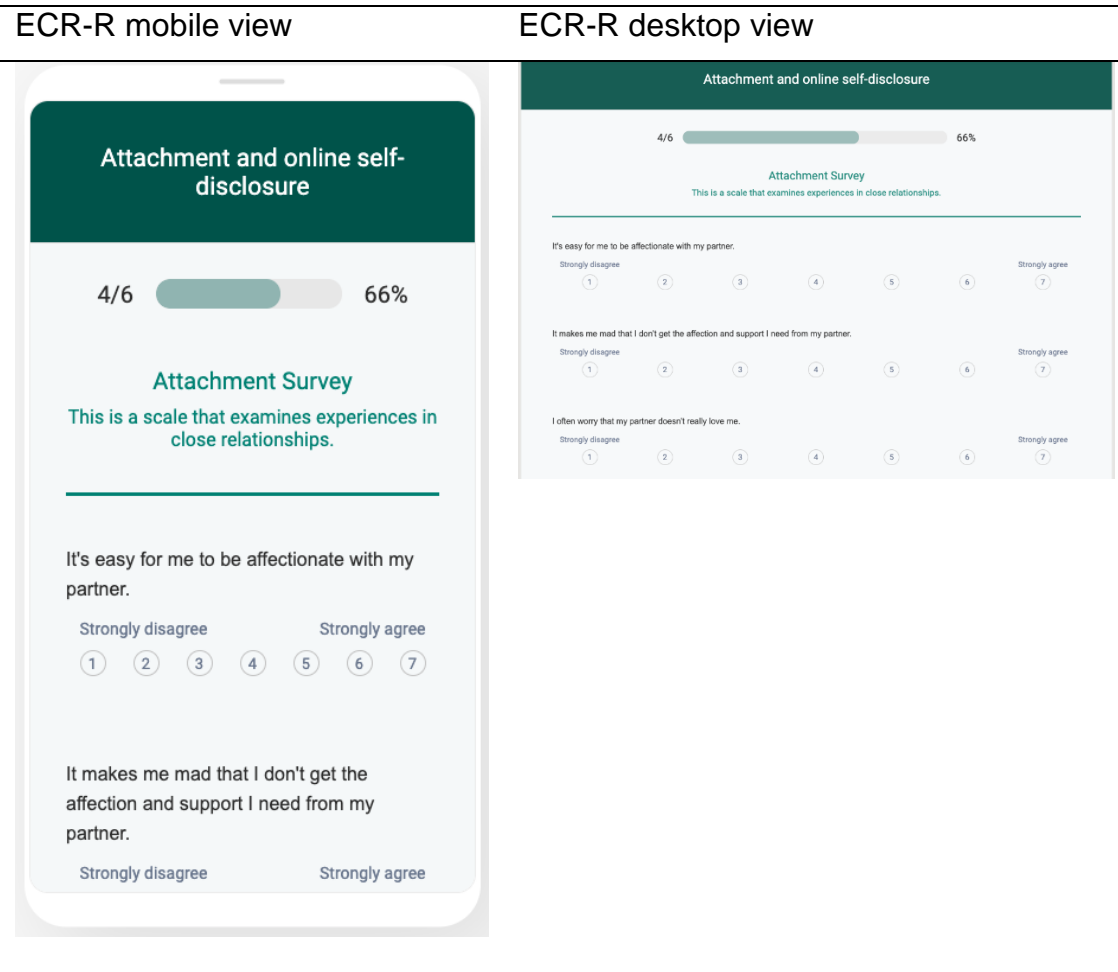 ECR-R mobile view
ECR-R desktop view
Attachment and online self-
disclosure
4/6
66%
Attachment Survey
This is a scale that examines experiences in
close relationships.
It's easy for me to be affectionate with my
partner.
Strongly disagree
Strongly agree
1 2 3 4 5 6 7
It makes me mad that I don't get the
affection and support I need from my
partner.
Strongly disagree
Strongly agree
Attachment and online self-disclosure
4/6
66%
Attachment Survey
This is a scale that examines experiences in close relationships.
It's easy for me to be affectionate with my partner.
Strongly disagree
Strongly agree
1 2 3 4 5 6 7
It makes me mad that I don't get the affection and support I need from my partner.
Strongly disagree
Strongly agree
1 2 3 4 5 6 7
I often worry that my partner doesn't really love me.
Strongly disagree
Strongly agree
1 2 3 4 5 6 7